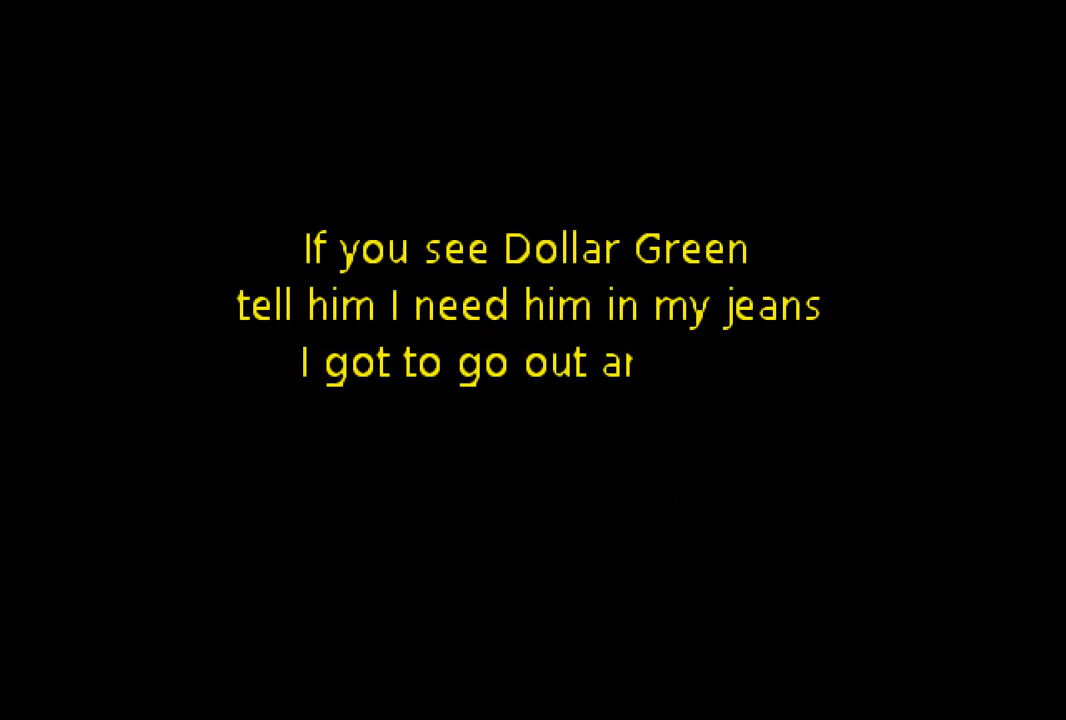 If you see Dollar Green
tell him I need him in my jeans
I got to go out